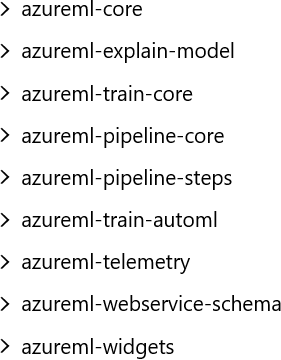 azureml-core
azureml-explain-model
azureml-train-core
azureml-pipeline-core
azureml-pipeline-steps
azureml-train-automl
azureml-telemetry
azureml-webservice-schema
azureml-widgets